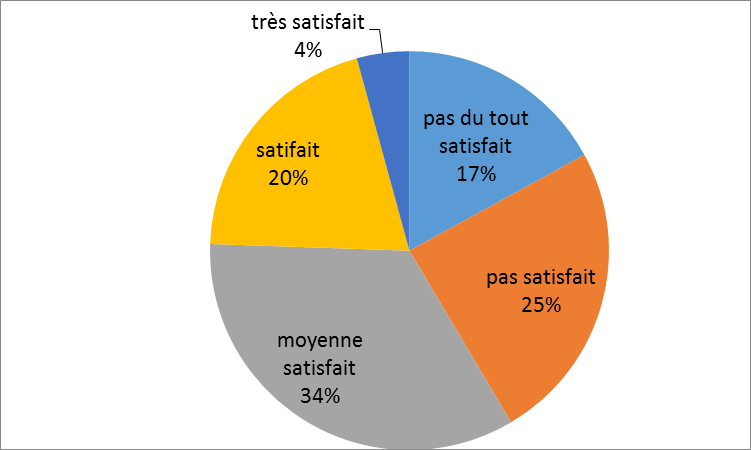 très satisfait
4%
pas du tout
satisfait
17%
satifait
20%
pas satisfait
25%
moyenne
satisfait
34%